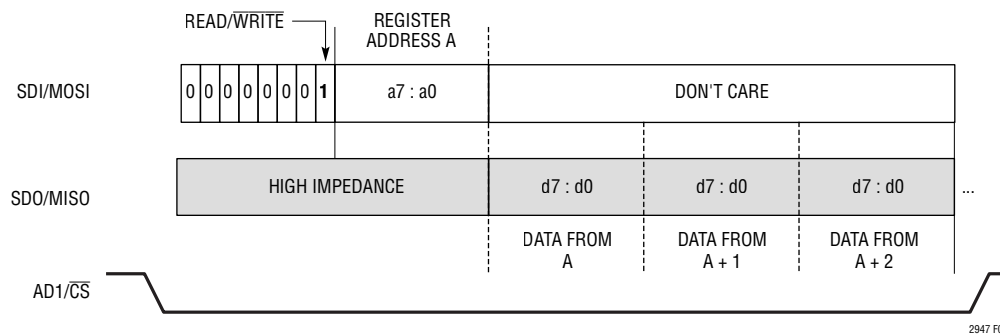 READ/WRITE
REGISTER
ADDRESS A
SDI/MOSI
0 0 0 0 0 0 0 1
a7 : a0
DON'T CARE
SDO/MISO
HIGH IMPEDANCE
d7 : d0
d7 : d0
d7 : d0
...
DATA FROM
A
DATA FROM
A + 1
DATA FROM
A + 2
AD1/CS
2947